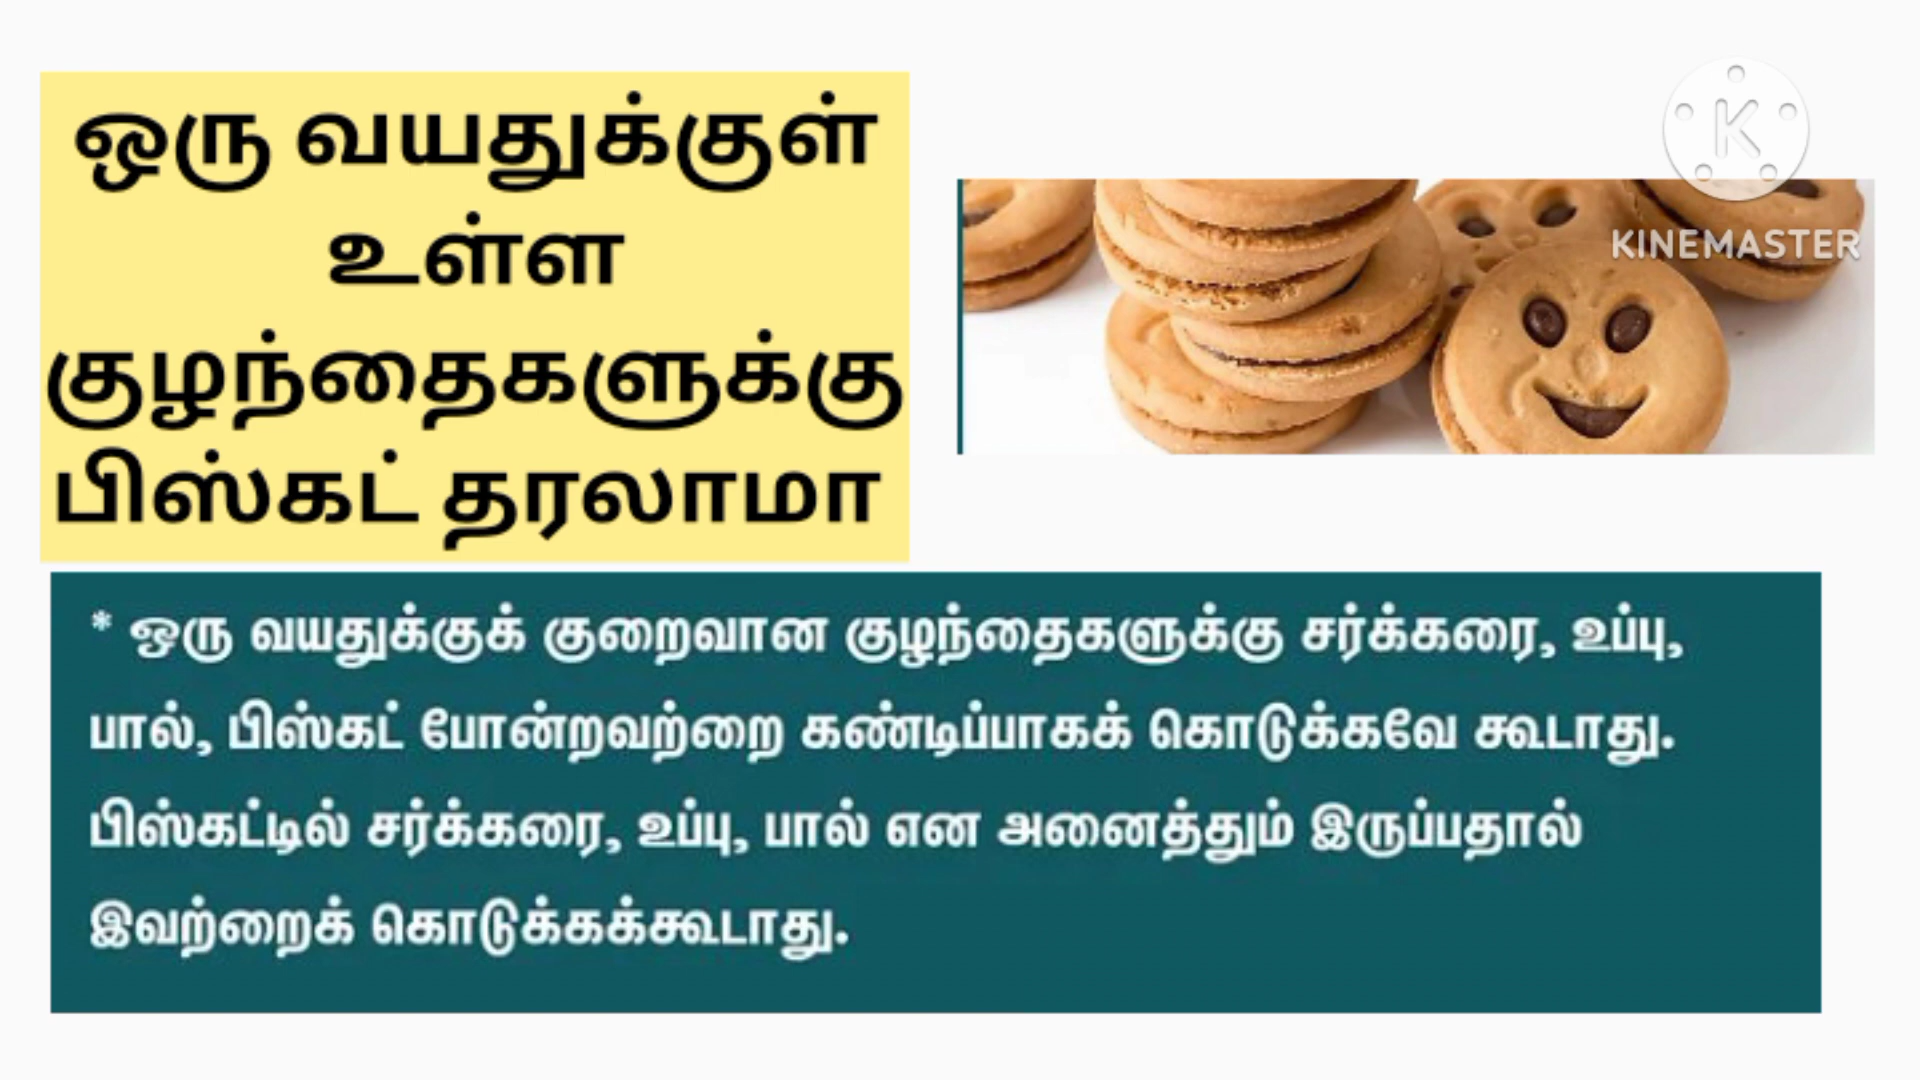 ஒரு வயதுக்குள்
உள்ள
குழந்தைகளுக்கு
பிஸ்கட் தரலாமா
K
KINEMASTER
* ஒரு வயதுக்குக் குறைவான குழந்தைகளுக்கு சர்க்கரை, உப்பு,
பால், பிஸ்கட் போன்றவற்றை கண்டிப்பாகக் கொடுக்கவே கூடாது.
பிஸ்கட்டில் சர்க்கரை, உப்பு, பால் என அனைத்தும் இருப்பதால்
இவற்றைக் கொடுக்கக்கூடாது.